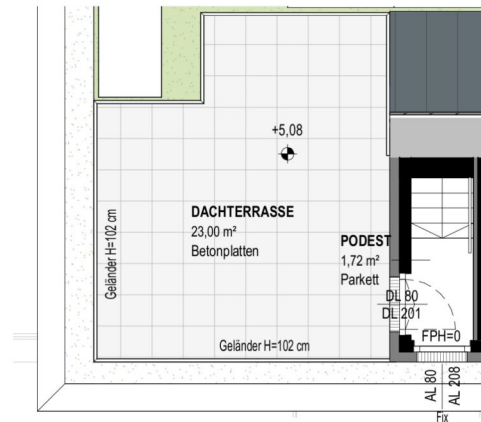 +5,08
DACHTERRASSE
23,00 m²
Betonplatten
Geländer H=102 cm
PODEST
1,72 m²
Parkett
DL 80
DL 201
FPH=0
Geländer H=102 cm
AL 80
AL 208
Fix